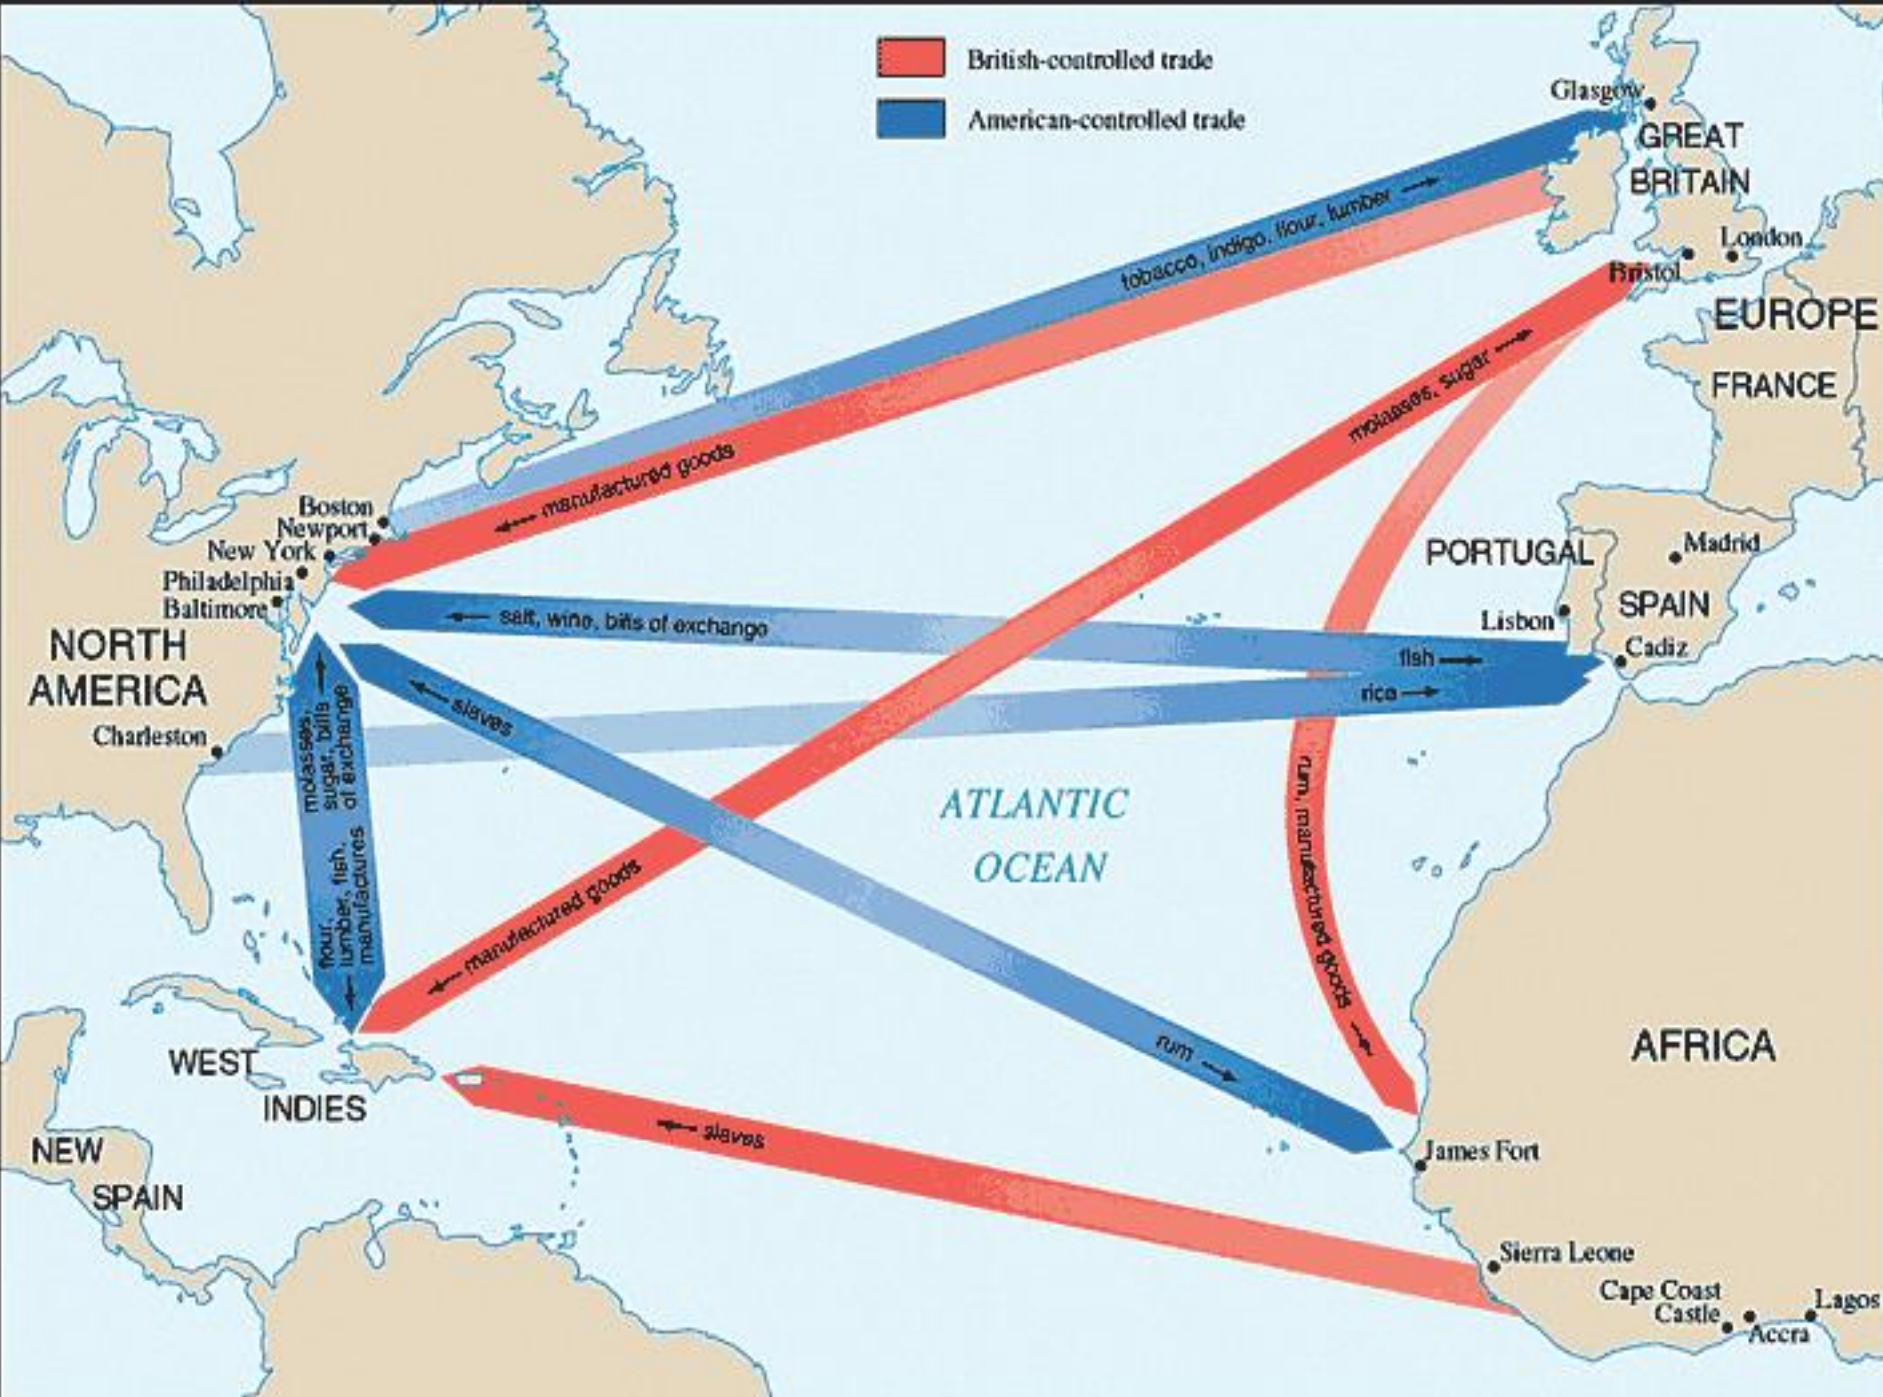 British-controlled trade
American-controlled trade
Glasgow
GREAT
BRITAIN
London
Bristol
EUROPE
FRANCE
tobacco, indigo, flour, lumber
manufactured goods
molasses, sugar
Boston
Newport
New York
Philadelphia
Baltimore
NORTH
AMERICA
Charleston
PORTUGAL
Madrid
SPAIN
Lisbon
Cadiz
salt, wine, bills of exchange
fish
rice
slaves
molasses,
sugar, bills
of exchange
flour,
lumber, fish,
manufactures
ATLANTIC
OCEAN
rum, manufactured goods
manufactured goods
rum
AFRICA
WEST
INDIES
slaves
NEW
SPAIN
James Fort
Sierra Leone
Cape Coast
Castle
Accra
Lagos